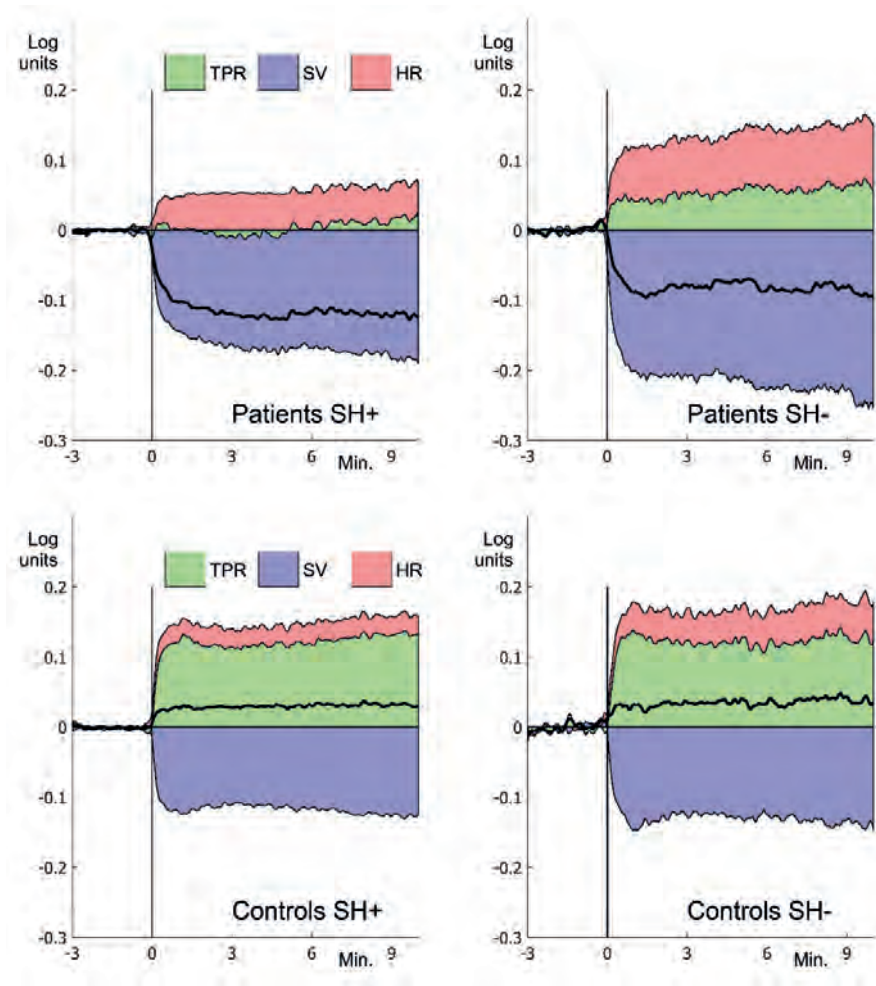 Log
units
TPR SV HR
0.2
0.1
0
-0.1
-0.2
-0.3
Patients SH+
-3 0 3 6 9
Min.
Log
units
0.2
0.1
0
-0.1
-0.2
-0.3
Patients SH-
-3 0 3 6 9
Min.
Log
units
TPR SV HR
0.2
0.1
0
-0.1
-0.2
-0.3
Controls SH+
-3 0 3 6 9
Min.
Log
units
0.2
0.1
0
-0.1
-0.2
-0.3
Controls SH-
-3 0 3 6 9
Min.